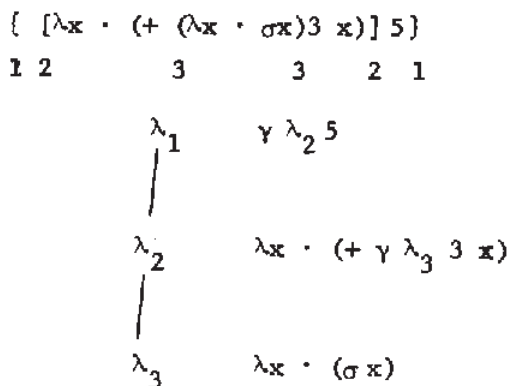 { [λx · (+ (λx · σx)3 x)] 5}
1 2 3 3 2 1
λ1 γ λ2 5
λ2 λx · (+ γ λ3 3 x)
λ3 λx · (σ x)